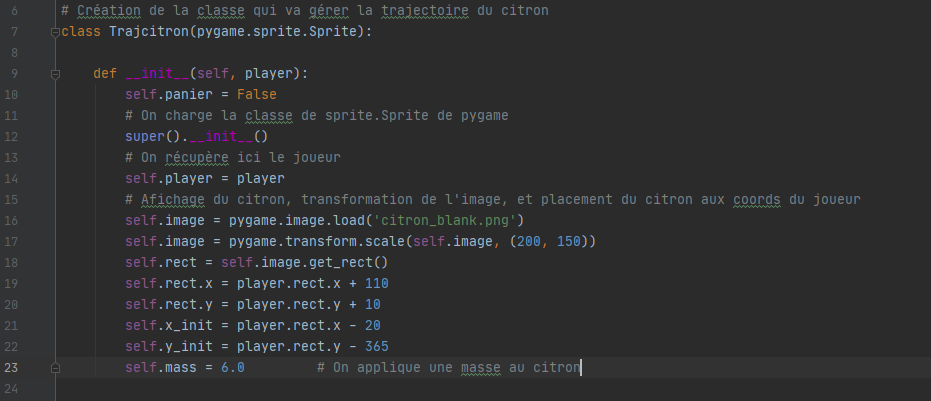 6 # Création de la classe qui va gérer la trajectoire du citron
7 class Trajcitron(pygame.sprite.Sprite):
8
9     def __init__(self, player):
10         self.panier = False
11         # On charge la classe de sprite.Sprite de pygame
12         super().__init__()
13         # On récupère ici le joueur
14         self.player = player
15         # Afichage du citron, transformation de l'image, et placement du citron aux coords du joueur
16         self.image = pygame.image.load('citron_blank.png')
17         self.image = pygame.transform.scale(self.image, (200, 150))
18         self.rect = self.image.get_rect()
19         self.rect.x = player.rect.x + 110
20         self.rect.y = player.rect.y + 10
21         self.x_init = player.rect.x - 20
22         self.y_init = player.rect.y - 365
23         self.mass = 6.0         # On applique une masse au citron
24